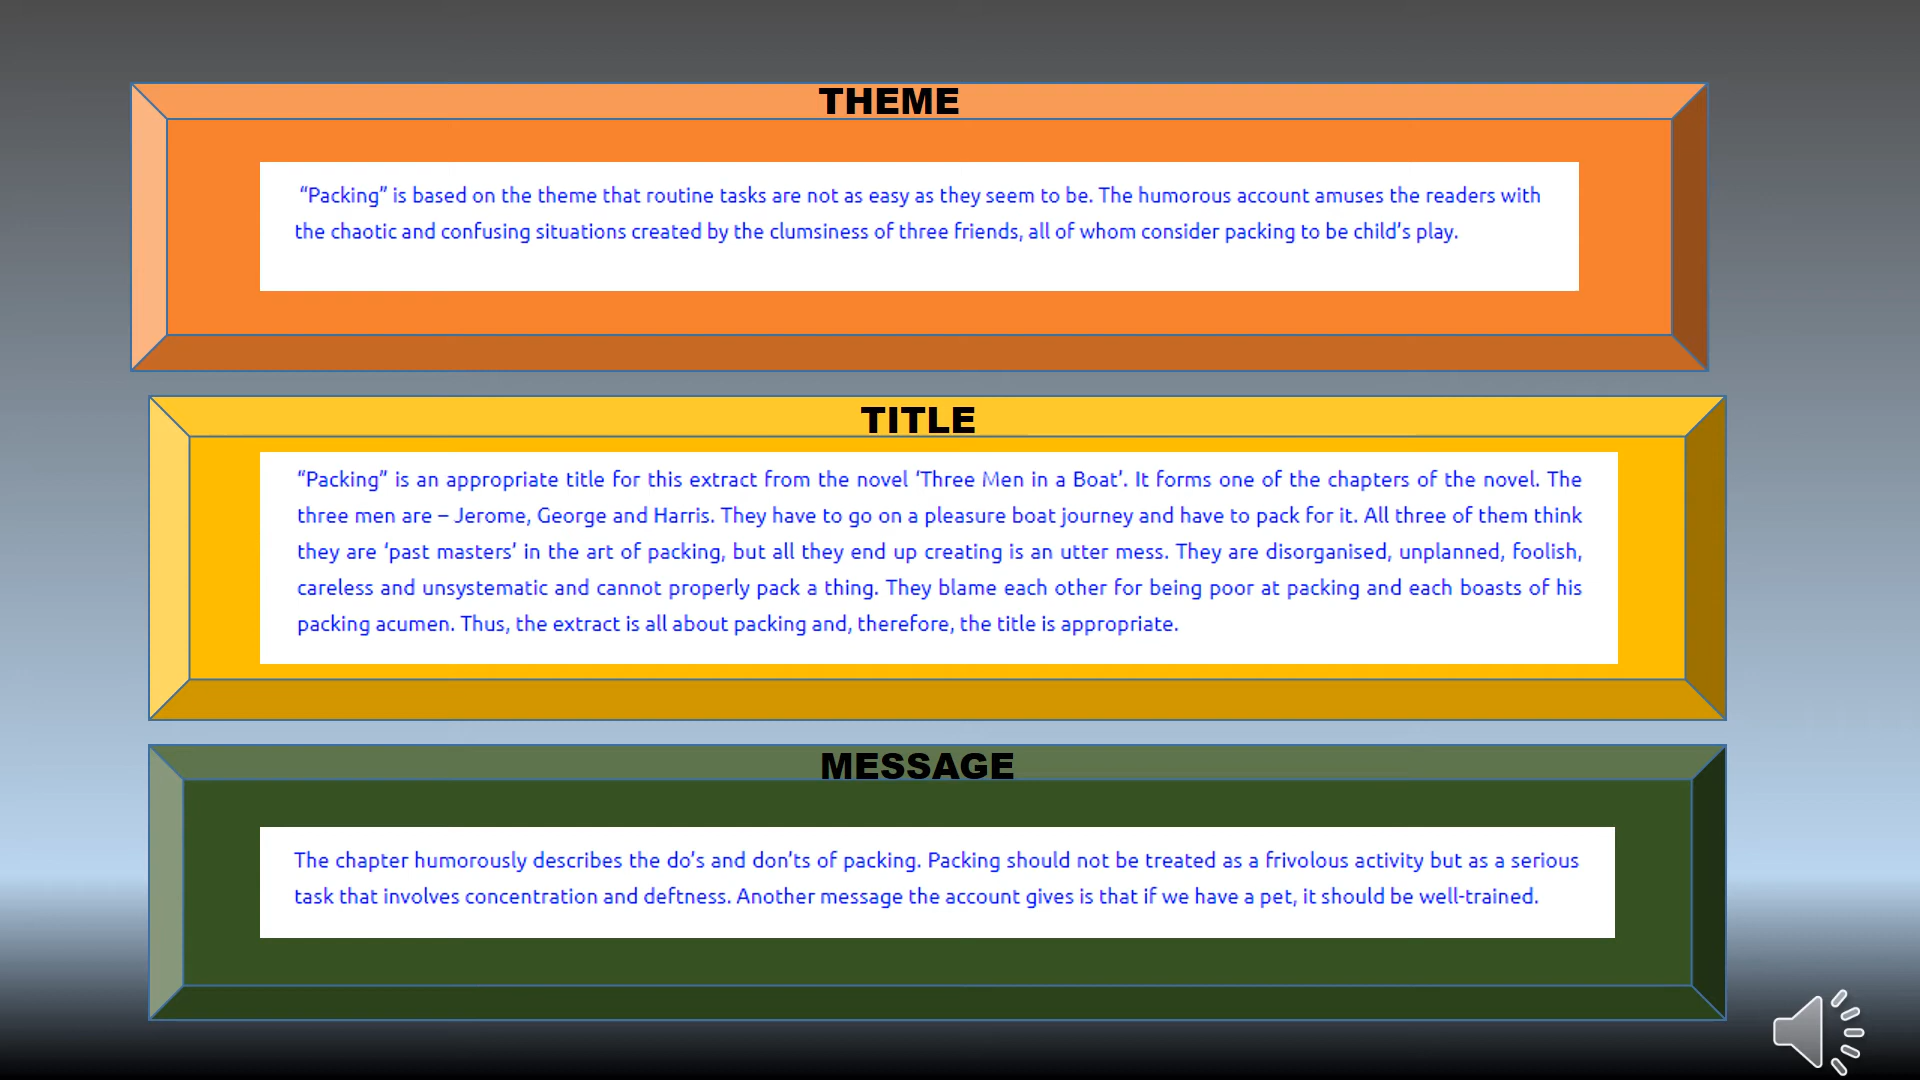 THEME
“Packing” is based on the theme that routine tasks are not as easy as they seem to be. The humorous account amuses the readers with
the chaotic and confusing situations created by the clumsiness of three friends, all of whom consider packing to be child’s play.
TITLE
“Packing” is an appropriate title for this extract from the novel ‘Three Men in a Boat’. It forms one of the chapters of the novel. The
three men are – Jerome, George and Harris. They have to go on a pleasure boat journey and have to pack for it. All three of them think
they are ‘past masters’ in the art of packing, but all they end up creating is an utter mess. They are disorganised, unplanned, foolish,
careless and unsystematic and cannot properly pack a thing. They blame each other for being poor at packing and each boasts of his
packing acumen. Thus, the extract is all about packing and, therefore, the title is appropriate.
MESSAGE
The chapter humorously describes the do’s and don’ts of packing. Packing should not be treated as a frivolous activity but as a serious
task that involves concentration and deftness. Another message the account gives is that if we have a pet, it should be well-trained.